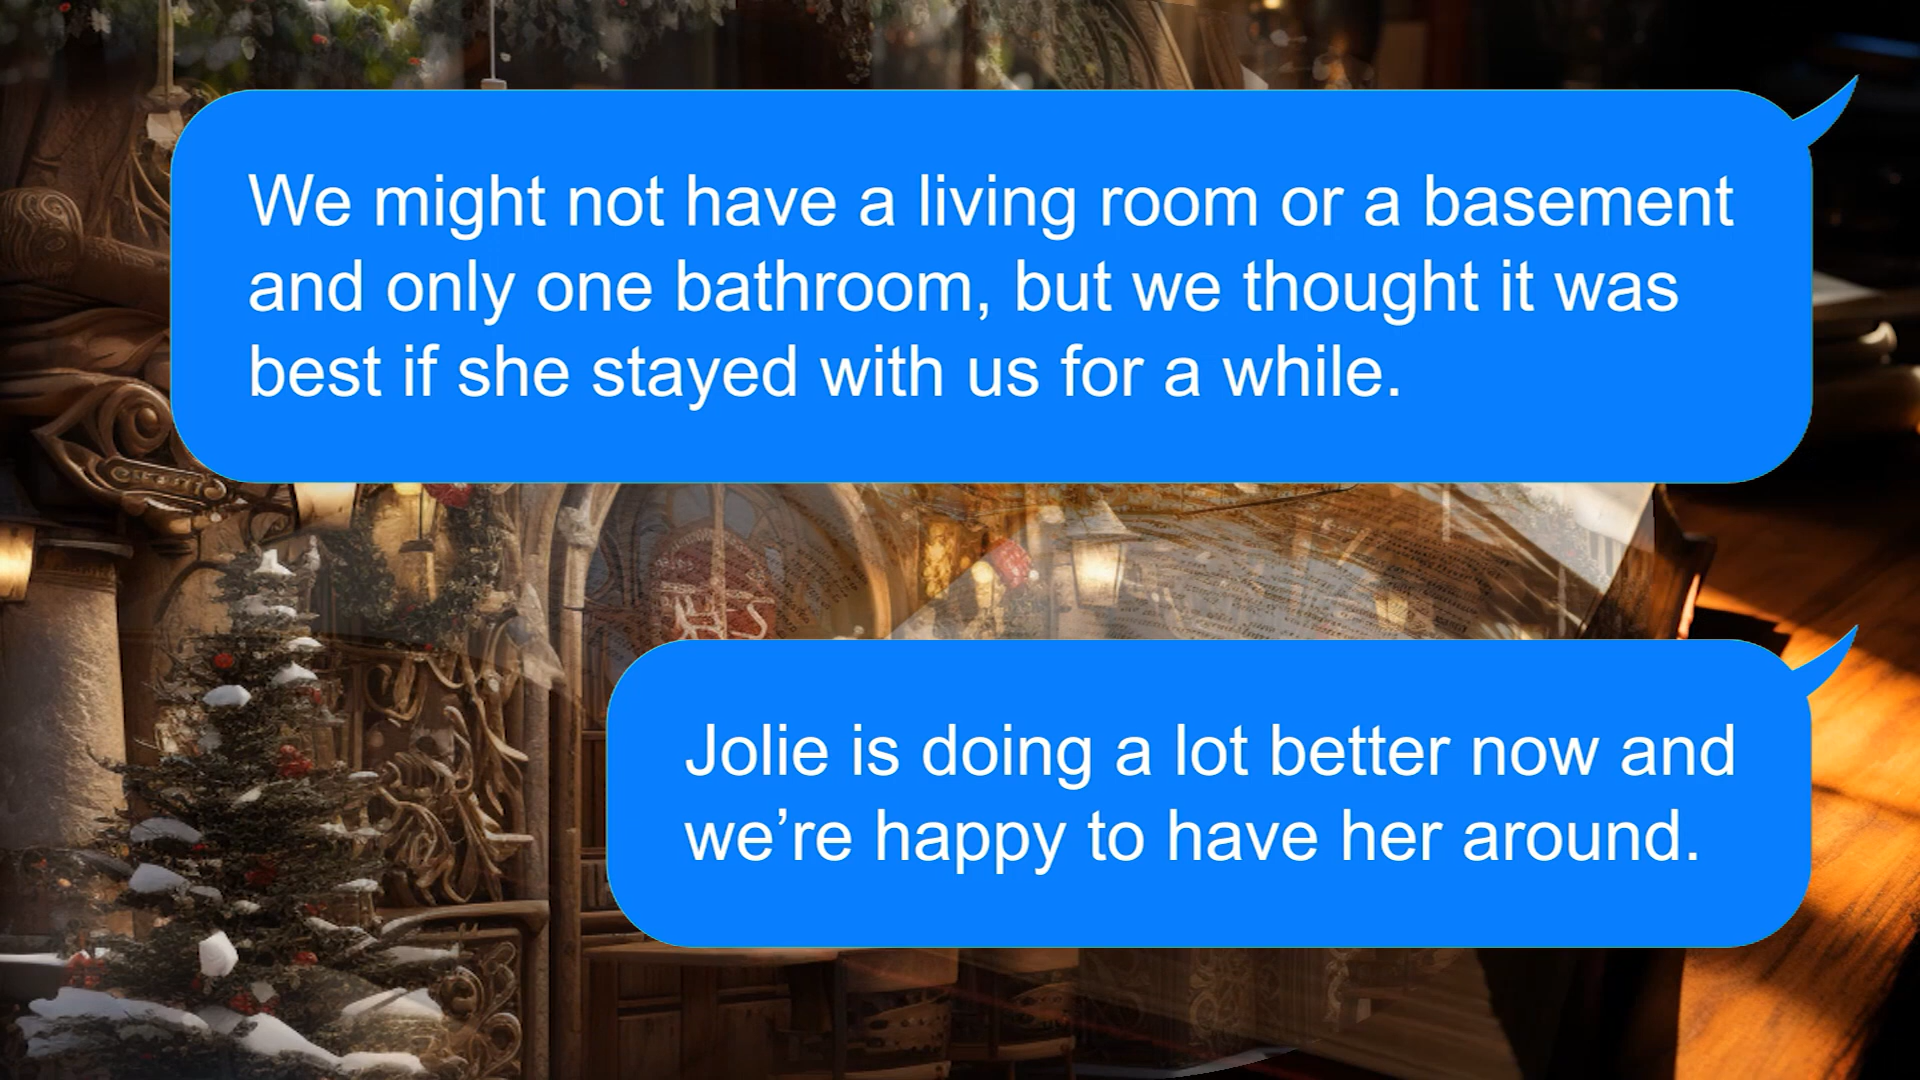 We might not have a living room or a basement
and only one bathroom, but we thought it was
best if she stayed with us for a while.
Jolie is doing a lot better now and
we’re happy to have her around.